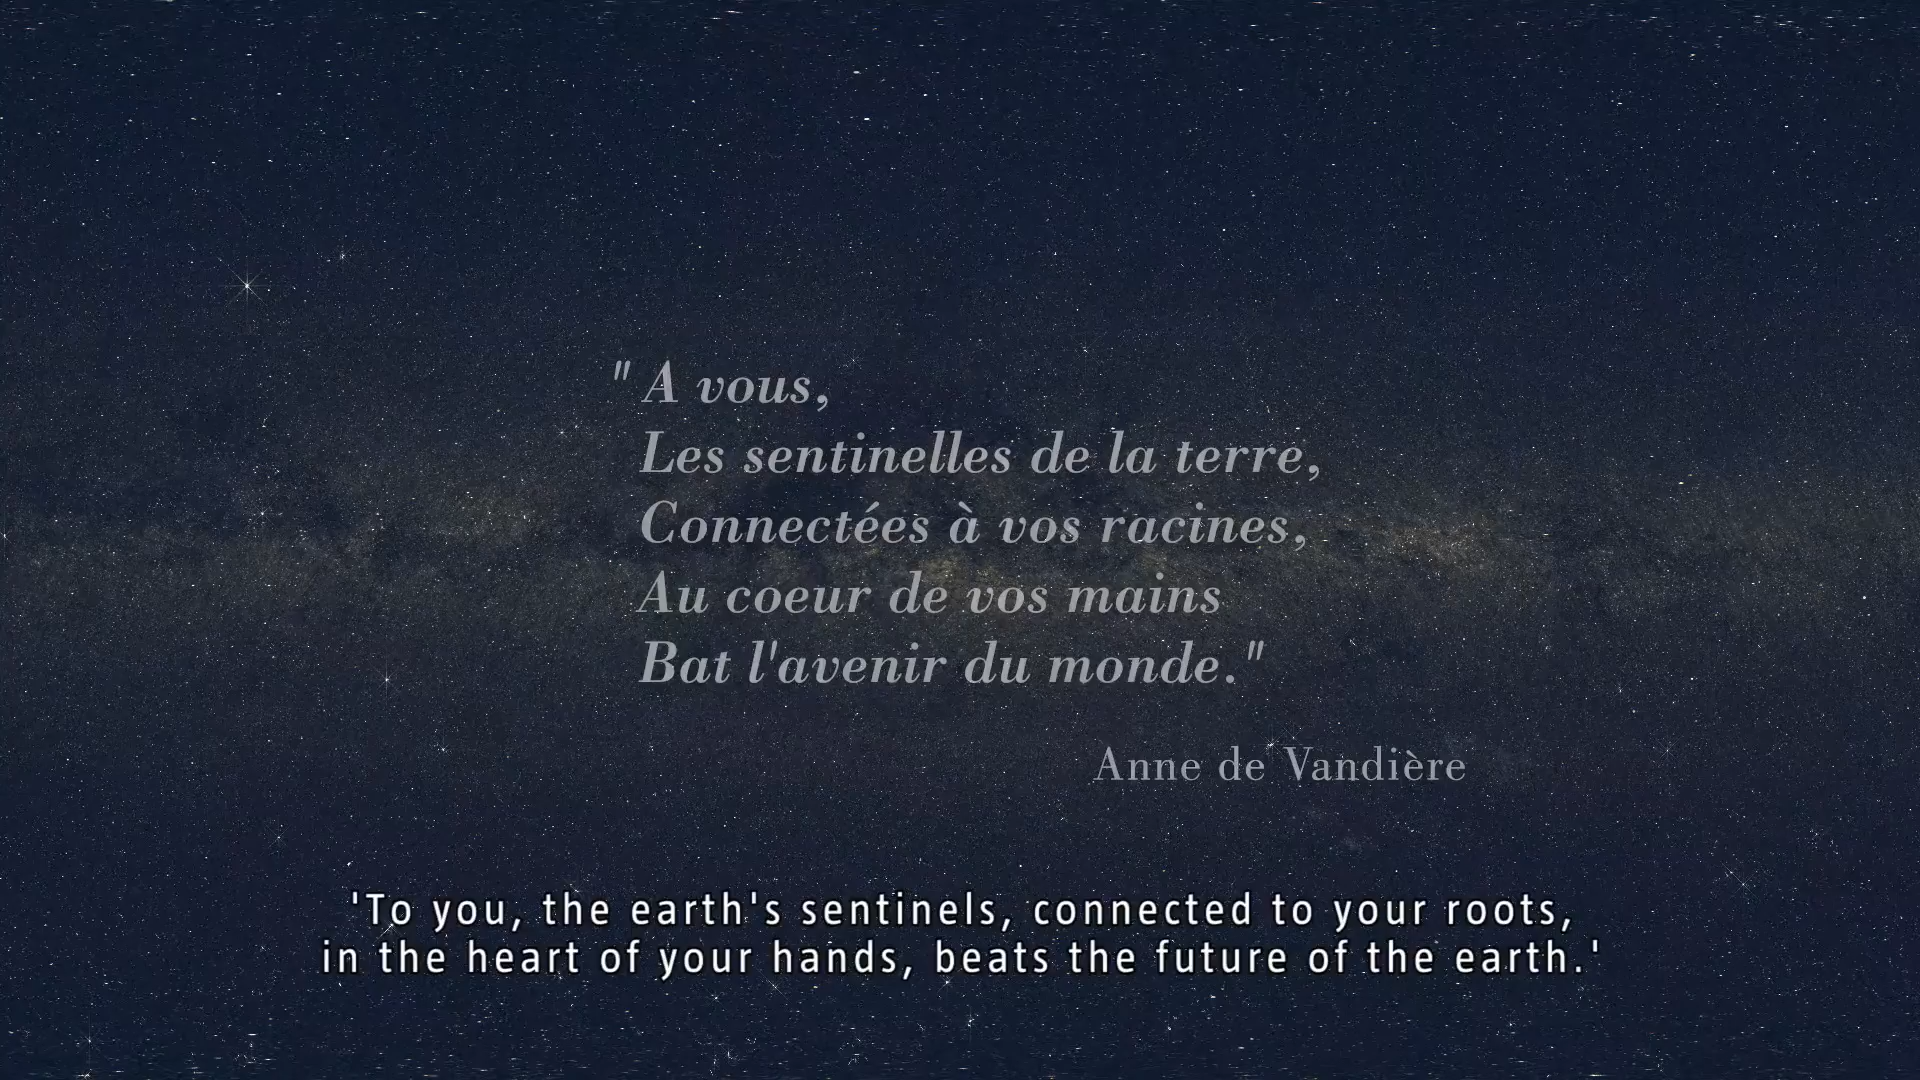 " A vous,
Les sentinelles de la terre,
Connectées à vos racines,
Au coeur de vos mains
Bat l'avenir du monde. "
Anne de Vandière
'To you, the earth's sentinels, connected to your roots,
in the heart of your hands, beats the future of the earth.'